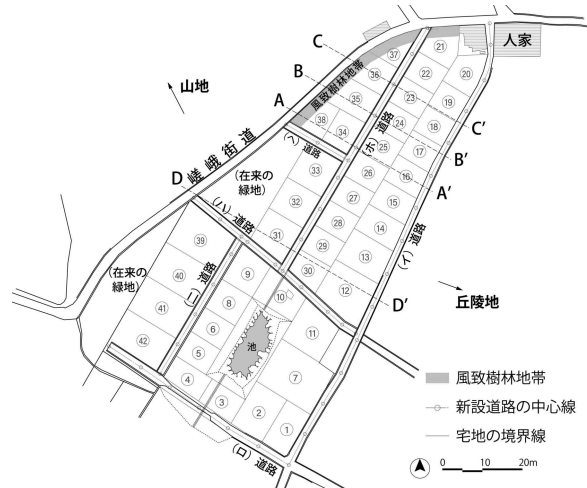 人家
山地
嵯峨街道
風致樹林地帯
C
B
A
D
C'
B'
A'
D'
(在来の
緑地)
(在来の
緑地)
(ホ)道路
(ハ)道路
(ニ)道路
(イ)道路
(ロ)道路
丘陵地
池
㊲
㉑
㊱
㉒
⑳
㉟
㉓
⑲
㊳
㉞
㉔
⑱
㉕
⑰
㉝
㉖
⑯
㉜
㉗
⑮
㉛
㉘
⑭
㊴
㉙
⑬
㊵
⑨
㉚
⑫
㊶
⑧
⑩
⑪
㊷
⑥
⑤
⑦
④
③
②
①
風致樹林地帯
新設道路の中心線
宅地の境界線
0 10 20m